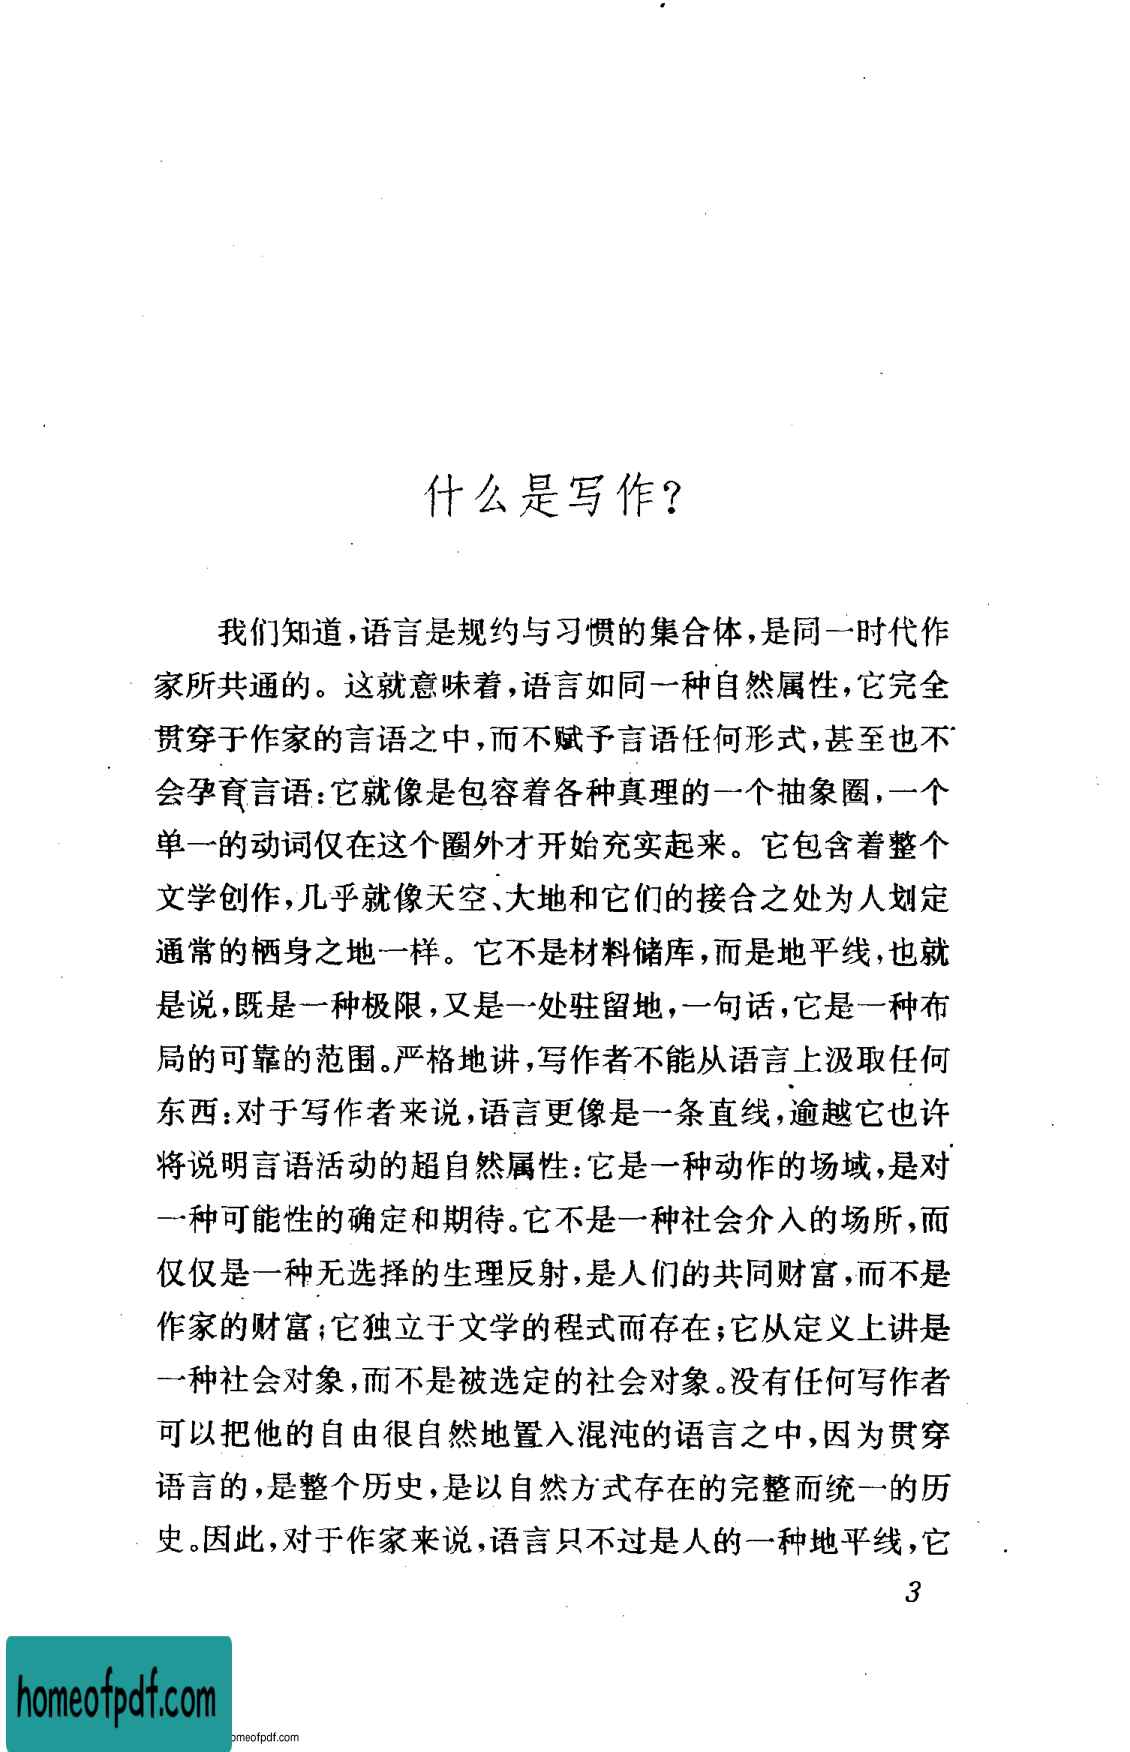 什么是写作?
我们知道,语言是规约与习惯的集合体,是同一时代作
家所共通的。这就意味着,语言如同一种自然属性,它完全
贯穿于作家的言语之中,而不赋予言语任何形式,甚至也不
会孕育言语:它就像是包容着各种真理的一个抽象圈,一个
单一的动词仅在这个圈外才开始充实起来。它包含着整个
文学创作,几乎就像天空、大地和它们的接合之处为人划定
通常的栖身之地一样。它不是材料储库,而是地平线,也就
是说,既是一种极限,又是一处驻留地,一句话,它是一种布
局的可靠的范围。严格地讲,写作者不能从语言上汲取任何
东西:对于写作者来说,语言更像是一条直线,逾越它也许
将说明言语活动的超自然属性:它是一种动作的场域,是对
一种可能性的确定和期待。它不是一种社会介入的场所,而
仅仅是一种无选择的生理反射,是人们的共同财富,而不是
作家的财富;它独立于文学的程式而存在;它从定义上讲是
一种社会对象,而不是被选定的社会对象。没有任何写作者
可以把他的自由很自然地置入混沌的语言之中,因为贯穿
语言的,是整个历史,是以自然方式存在的完整而统一的历
史。因此,对于作家来说,语言只不过是人的一种地平线,它
3
homeofpdf.com
omeofpdf.com